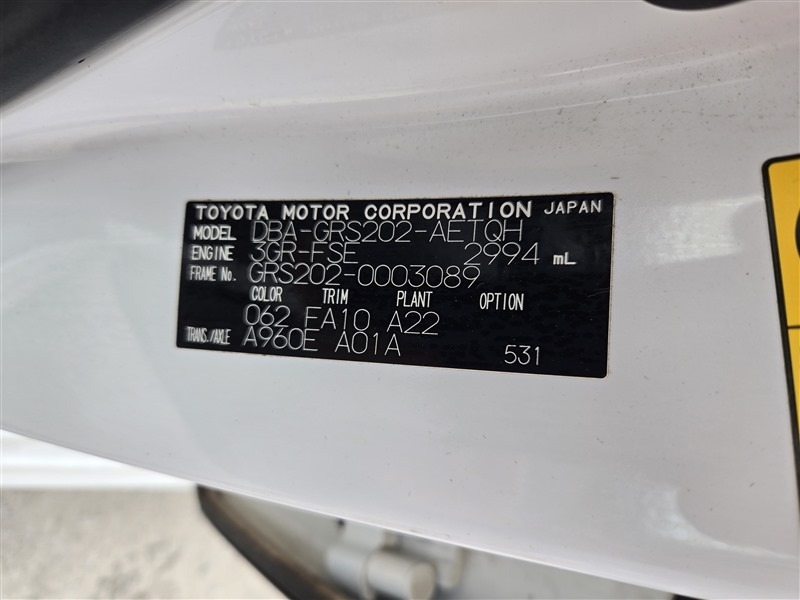 TOYOTA MOTOR CORPORATION JAPAN
MODEL DBA-GRS202-AETQH
ENGINE 3GR-FSE 2994 mL
FRAME No. GRS202-0003089
COLOR TRIM PLANT OPTION
062 FA10 A22
TRANS./AXLE A960E A01A 531